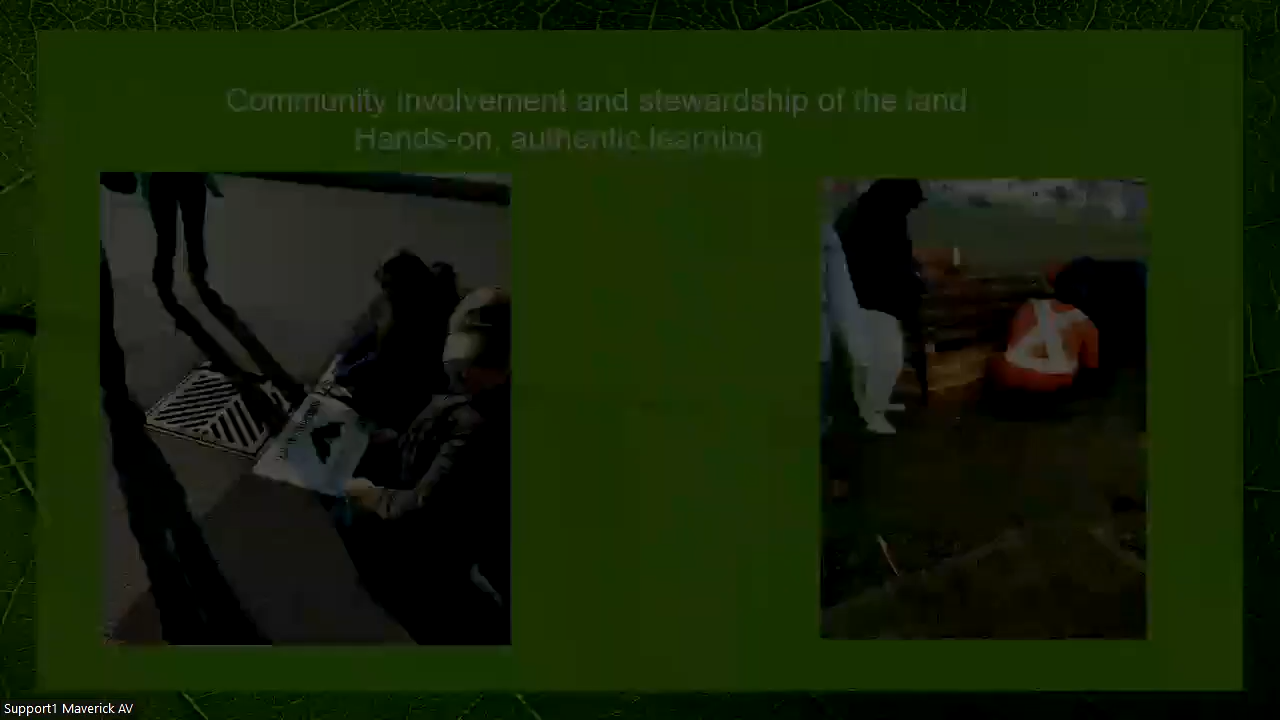 Community involvement and stewardship of the land
Hands-on, authentic learning
Support1 Maverick AV